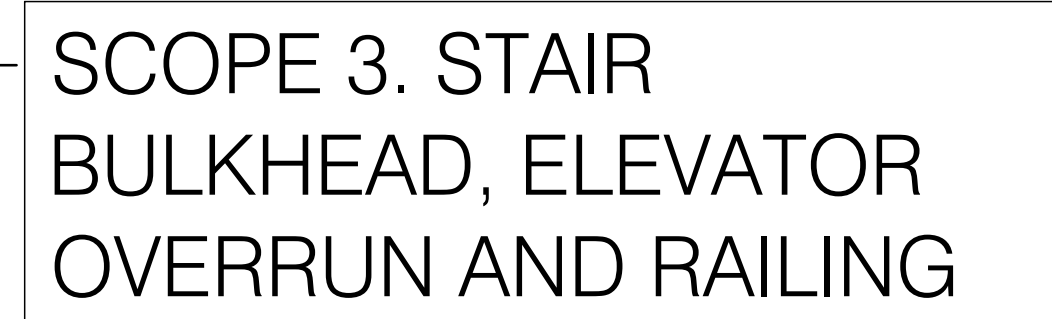 SCOPE 3. STAIR
BULKHEAD, ELEVATOR
OVERRUN AND RAILING